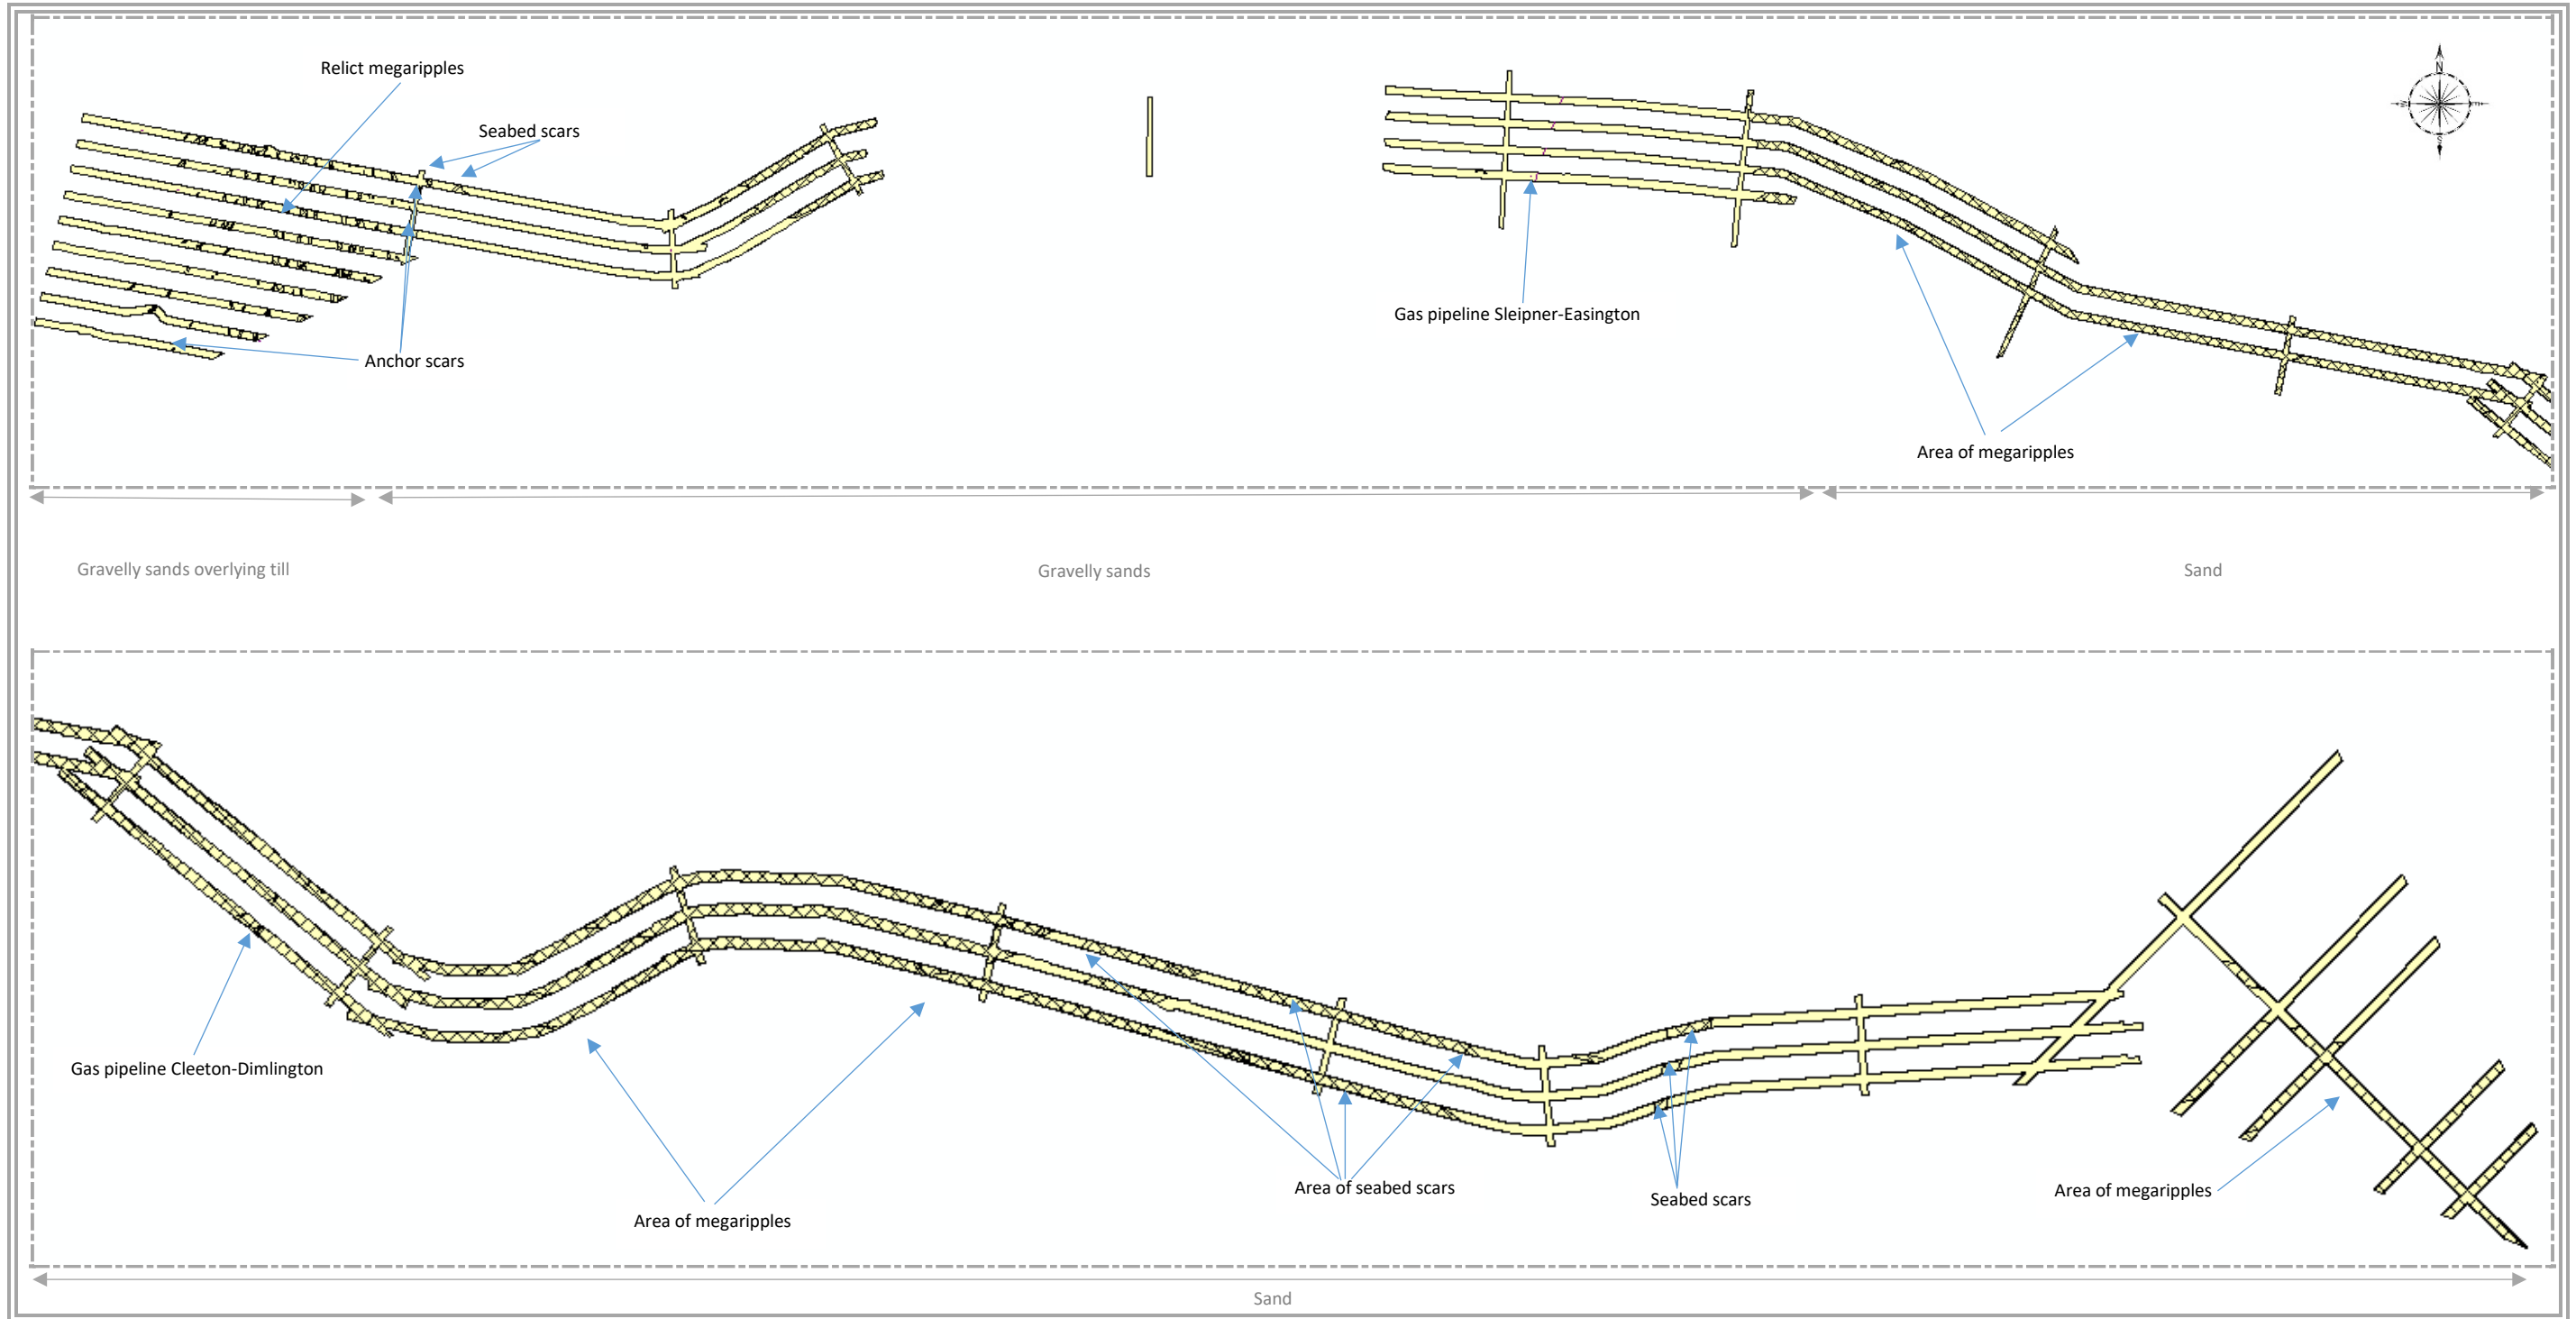 Relict megaripples
Seabed scars
N
S
Gas pipeline Sleipner-Easington
Anchor scars
Area of megaripples
Gravelly sands overlying till
Gravelly sands
Sand
Gas pipeline Cleeton-Dimlington
Area of seabed scars
Seabed scars
Area of megaripples
Area of megaripples
Sand